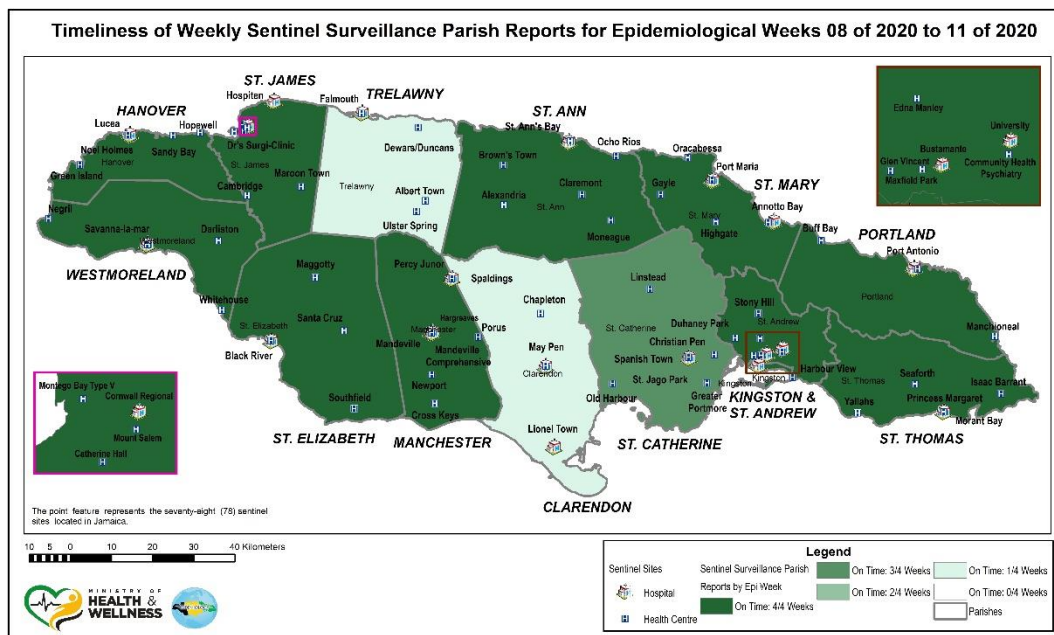 Timeliness of Weekly Sentinel Surveillance Parish Reports for Epidemiological Weeks 08 of 2020 to 11 of 2020
ST. JAMES
Hospiten
TRELAWNY
Falmouth
HANOVER
Lucea
Hopewell
Noel Holmes
Hanover
Sandy Bay
Green Island
Dr's Surgi-Clinic
St. James
Maroon Town
Cambridge
Dewars/Duncans
Trelawny
Albert Town
Ulster Spring
ST. ANN
St. Ann's Bay
Ocho Rios
Brown's Town
Alexandria
Claremont
St. Ann
Moneague
Oracabessa
Port Maria
Gayle
ST. MARY
St. Mary
Annotto Bay
Highgate
Buff Bay
PORTLAND
Port Antonio
Portland
Manchioneal
Edna Manley
University
Bustamante
Glen Vincent
Community Health
Psychiatry
Maxfield Park
Negril
Savanna-la-mar
Darliston
Westmoreland
WESTMORELAND
Whitehouse
Maggotty
Santa Cruz
St. Elizabeth
Black River
Southfield
ST. ELIZABETH
Percy Junor
Spaldings
Hargreaves
Manchester
Mandeville
Porus
Mandeville
Comprehensive
Newport
Cross Keys
MANCHESTER
Chapleton
May Pen
Clarendon
Lionel Town
CLARENDON
Linstead
St. Catherine
Duhaney Park
Christian Pen
Spanish Town
St. Jago Park
Old Harbour
Greater
Portmore
ST. CATHERINE
Stony Hill
St. Andrew
Kingston
Kingston
Harbour View
KINGSTON &
ST. ANDREW
St. Thomas
Seaforth
Isaac Barrant
Yallahs
Princess Margaret
Morant Bay
ST. THOMAS
Montego Bay Type V
Cornwall Regional
Mount Salem
Catherine Hall
The point feature represents the seventy-eight (78) sentinel
sites located in Jamaica.
10 5 0 10 20 30 40 Kilometers
MINISTRY OF
HEALTH &
WELLNESS
Legend
Sentinel Sites
Hospital
Health Centre
Sentinel Surveillance Parish
Reports by Epi Week
On Time: 4/4 Weeks
On Time: 3/4 Weeks
On Time: 2/4 Weeks
On Time: 1/4 Weeks
On Time: 0/4 Weeks
Parishes